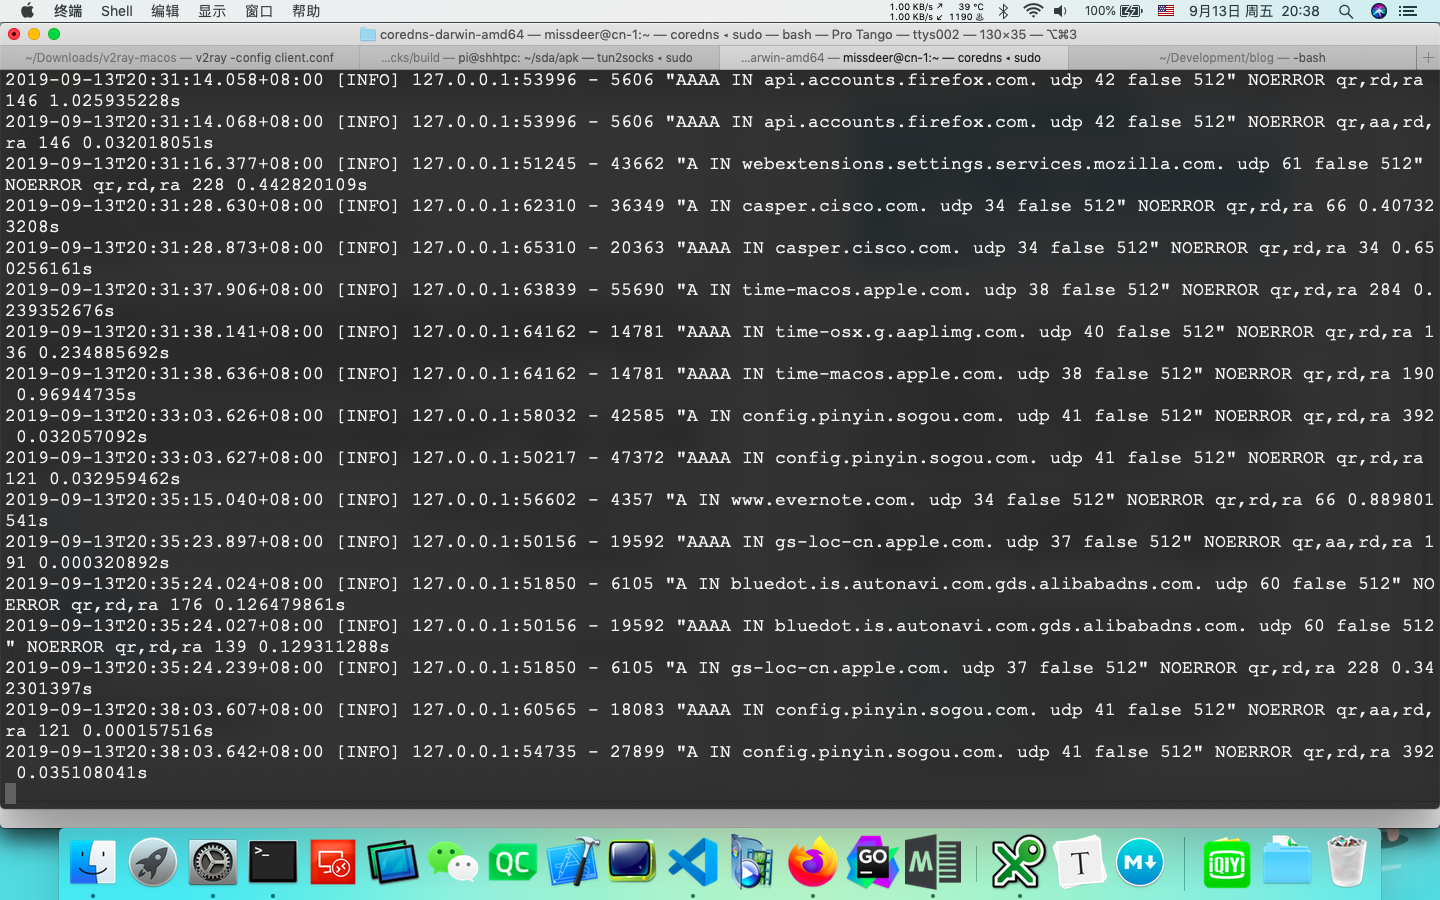 终端 Shell 编辑 显示 窗口 帮助 1.00 KB/s 39 °C 100% 9月13日 周五 20:38
1.00 KB/s 1190
coredns-darwin-amd64 — missdeer@cn-1:~ — coredns ◂ sudo — bash — Pro Tango — ttys002 — 130×35 — ⌥⌘3
~/Downloads/v2ray-macos — v2ray -config client.conf ...cks/build — pi@shhtpc: ~/sda/apk — tun2socks ◂ sudo ...arwin-amd64 — missdeer@cn-1:~ — coredns ◂ sudo ~/Development/blog — -bash
2019-09-13T20:31:14.058+08:00 [INFO] 127.0.0.1:53996 - 5606 "AAAA IN api.accounts.firefox.com. udp 42 false 512" NOERROR qr,rd,ra
146 1.025935228s
2019-09-13T20:31:14.068+08:00 [INFO] 127.0.0.1:53996 - 5606 "AAAA IN api.accounts.firefox.com. udp 42 false 512" NOERROR qr,aa,rd,
ra 146 0.032018051s
2019-09-13T20:31:16.377+08:00 [INFO] 127.0.0.1:51245 - 43662 "A IN webextensions.settings.services.mozilla.com. udp 61 false 512"
NOERROR qr,rd,ra 228 0.442820109s
2019-09-13T20:31:28.630+08:00 [INFO] 127.0.0.1:62310 - 36349 "A IN casper.cisco.com. udp 34 false 512" NOERROR qr,rd,ra 66 0.40732
3208s
2019-09-13T20:31:28.873+08:00 [INFO] 127.0.0.1:65310 - 20363 "AAAA IN casper.cisco.com. udp 34 false 512" NOERROR qr,rd,ra 34 0.65
0256161s
2019-09-13T20:31:37.906+08:00 [INFO] 127.0.0.1:63839 - 55690 "A IN time-macos.apple.com. udp 38 false 512" NOERROR qr,rd,ra 284 0.
239352676s
2019-09-13T20:31:38.141+08:00 [INFO] 127.0.0.1:64162 - 14781 "AAAA IN time-osx.g.aaplimg.com. udp 40 false 512" NOERROR qr,rd,ra 1
36 0.234885692s
2019-09-13T20:31:38.636+08:00 [INFO] 127.0.0.1:64162 - 14781 "AAAA IN time-macos.apple.com. udp 38 false 512" NOERROR qr,rd,ra 190
0.96944735s
2019-09-13T20:33:03.626+08:00 [INFO] 127.0.0.1:58032 - 42585 "A IN config.pinyin.sogou.com. udp 41 false 512" NOERROR qr,rd,ra 392
0.032057092s
2019-09-13T20:33:03.627+08:00 [INFO] 127.0.0.1:50217 - 47372 "AAAA IN config.pinyin.sogou.com. udp 41 false 512" NOERROR qr,rd,ra
121 0.032959462s
2019-09-13T20:35:15.040+08:00 [INFO] 127.0.0.1:56602 - 4357 "A IN www.evernote.com. udp 34 false 512" NOERROR qr,rd,ra 66 0.889801
541s
2019-09-13T20:35:23.897+08:00 [INFO] 127.0.0.1:50156 - 19592 "AAAA IN gs-loc-cn.apple.com. udp 37 false 512" NOERROR qr,aa,rd,ra 1
91 0.000320892s
2019-09-13T20:35:24.024+08:00 [INFO] 127.0.0.1:51850 - 6105 "A IN bluedot.is.autonavi.com.gds.alibabadns.com. udp 60 false 512" NO
ERROR qr,rd,ra 176 0.126479861s
2019-09-13T20:35:24.027+08:00 [INFO] 127.0.0.1:50156 - 19592 "AAAA IN bluedot.is.autonavi.com.gds.alibabadns.com. udp 60 false 512
" NOERROR qr,rd,ra 139 0.129311288s
2019-09-13T20:35:24.239+08:00 [INFO] 127.0.0.1:51850 - 6105 "A IN gs-loc-cn.apple.com. udp 37 false 512" NOERROR qr,rd,ra 228 0.34
2301397s
2019-09-13T20:38:03.607+08:00 [INFO] 127.0.0.1:60565 - 18083 "AAAA IN config.pinyin.sogou.com. udp 41 false 512" NOERROR qr,aa,rd,
ra 121 0.000157516s
2019-09-13T20:38:03.642+08:00 [INFO] 127.0.0.1:54735 - 27899 "A IN config.pinyin.sogou.com. udp 41 false 512" NOERROR qr,rd,ra 392
0.035108041s
>_ QC GO M T M iQIYI